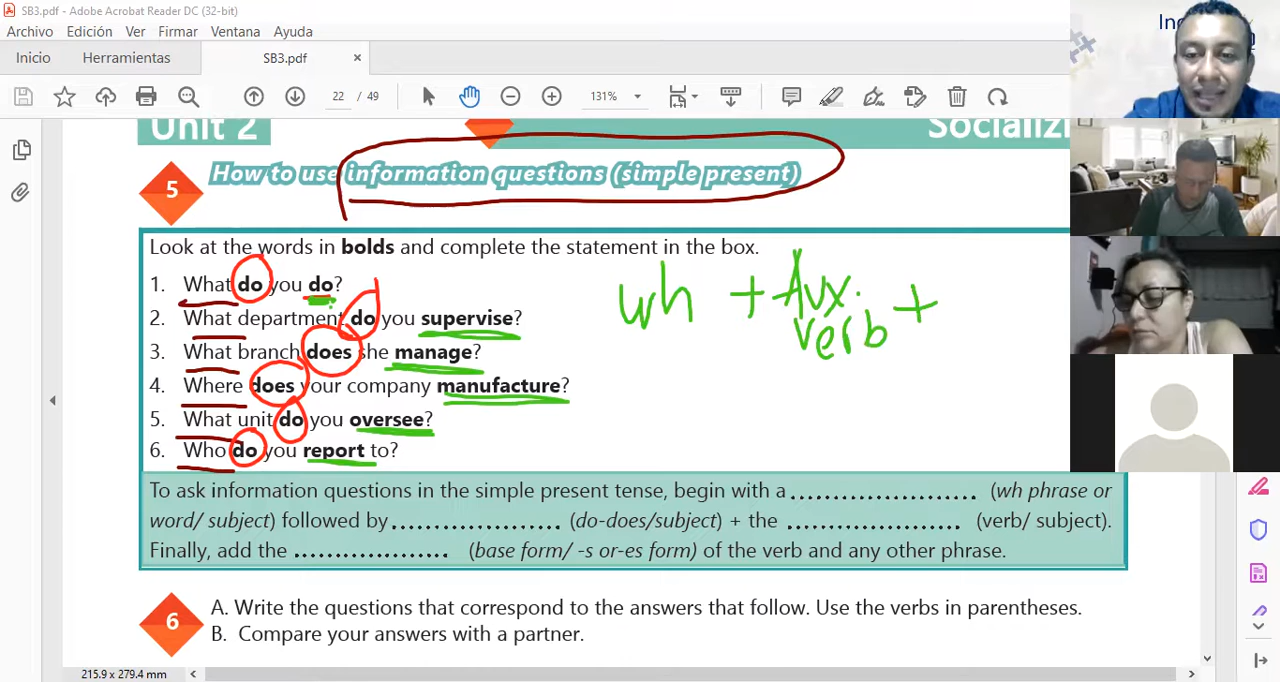 SB3.pdf - Adobe Acrobat Reader DC (32-bit)
Archivo Edición Ver Firmar Ventana Ayuda
Inicio Herramientas SB3.pdf ×
22 / 49 131%
Unit 2
5 How to use information questions (simple present)
Look at the words in bolds and complete the statement in the box.
1. What do you do?
2. What department do you supervise?
3. What branch does she manage?
4. Where does your company manufacture?
5. What unit do you oversee?
6. Who do you report to?
wh + Aux. +
verb
To ask information questions in the simple present tense, begin with a ........................ (wh phrase or
word/ subject) followed by ...................... (do-does/subject) + the ...................... (verb/ subject).
Finally, add the .................... (base form/ -s or-es form) of the verb and any other phrase.
6 A. Write the questions that correspond to the answers that follow. Use the verbs in parentheses.
B. Compare your answers with a partner.
215.9 x 279.4 mm